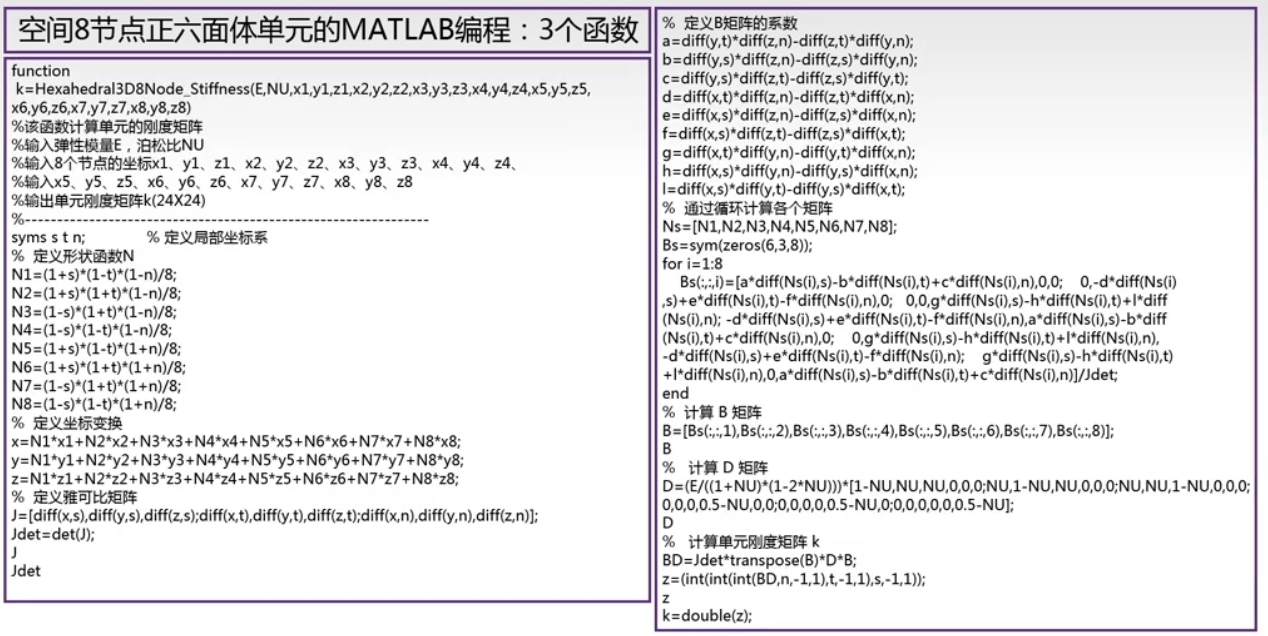 空间8节点正六面体单元的MATLAB编程：3个函数
function
k=Hexahedral3D8Node_Stiffness(E,NU,x1,y1,z1,x2,y2,z2,x3,y3,z3,x4,y4,z4,x5,y5,z5,
x6,y6,z6,x7,y7,z7,x8,y8,z8)
%该函数计算单元的刚度矩阵
%输入弹性模量E，泊松比NU
%输入8个节点的坐标x1、y1、z1、x2、y2、z2、x3、y3、z3、x4、y4、z4、
%输入x5、y5、z5、x6、y6、z6、x7、y7、z7、x8、y8、z8
%输出单元刚度矩阵k(24X24)
%---------------------------------------------------------------
syms s t n; % 定义局部坐标系
% 定义形状函数N
N1=(1+s)*(1-t)*(1-n)/8;
N2=(1+s)*(1+t)*(1-n)/8;
N3=(1-s)*(1+t)*(1-n)/8;
N4=(1-s)*(1-t)*(1-n)/8;
N5=(1+s)*(1-t)*(1+n)/8;
N6=(1+s)*(1+t)*(1+n)/8;
N7=(1-s)*(1+t)*(1+n)/8;
N8=(1-s)*(1-t)*(1+n)/8;
% 定义坐标变换
x=N1*x1+N2*x2+N3*x3+N4*x4+N5*x5+N6*x6+N7*x7+N8*x8;
y=N1*y1+N2*y2+N3*y3+N4*y4+N5*y5+N6*y6+N7*y7+N8*y8;
z=N1*z1+N2*z2+N3*z3+N4*z4+N5*z5+N6*z6+N7*z7+N8*z8;
% 定义雅可比矩阵
J=[diff(x,s),diff(y,s),diff(z,s);diff(x,t),diff(y,t),diff(z,t);diff(x,n),diff(y,n),diff(z,n)];
Jdet=det(J);
J
Jdet
% 定义B矩阵的系数
a=diff(y,t)*diff(z,n)-diff(z,t)*diff(y,n);
b=diff(y,s)*diff(z,n)-diff(z,s)*diff(y,n);
c=diff(y,s)*diff(z,t)-diff(z,s)*diff(y,t);
d=diff(x,t)*diff(z,n)-diff(z,t)*diff(x,n);
e=diff(x,s)*diff(z,n)-diff(z,s)*diff(x,n);
f=diff(x,s)*diff(z,t)-diff(z,s)*diff(x,t);
g=diff(x,t)*diff(y,n)-diff(y,t)*diff(x,n);
h=diff(x,s)*diff(y,n)-diff(y,s)*diff(x,n);
l=diff(x,s)*diff(y,t)-diff(y,s)*diff(x,t);
% 通过循环计算各个矩阵
Ns=[N1,N2,N3,N4,N5,N6,N7,N8];
Bs=sym(zeros(6,3,8));
for i=1:8
Bs(:,:,i)=[a*diff(Ns(i),s)-b*diff(Ns(i),t)+c*diff(Ns(i),n),0,0; 0,-d*diff(Ns(i)
,s)+e*diff(Ns(i),t)-f*diff(Ns(i),n),0; 0,0,g*diff(Ns(i),s)-h*diff(Ns(i),t)+l*diff
(Ns(i),n); -d*diff(Ns(i),s)+e*diff(Ns(i),t)-f*diff(Ns(i),n),a*diff(Ns(i),s)-b*diff
(Ns(i),t)+c*diff(Ns(i),n),0; 0,g*diff(Ns(i),s)-h*diff(Ns(i),t)+l*diff(Ns(i),n),
-d*diff(Ns(i),s)+e*diff(Ns(i),t)-f*diff(Ns(i),n); g*diff(Ns(i),s)-h*diff(Ns(i),t)
+l*diff(Ns(i),n),0,a*diff(Ns(i),s)-b*diff(Ns(i),t)+c*diff(Ns(i),n)]/Jdet;
end
% 计算 B 矩阵
B=[Bs(:,:,1),Bs(:,:,2),Bs(:,:,3),Bs(:,:,4),Bs(:,:,5),Bs(:,:,6),Bs(:,:,7),Bs(:,:,8)];
B
% 计算 D 矩阵
D=(E/((1+NU)*(1-2*NU)))*[1-NU,NU,NU,0,0,0;NU,1-NU,NU,0,0,0;NU,NU,1-NU,0,0,0;
0,0,0,0.5-NU,0,0;0,0,0,0,0.5-NU,0;0,0,0,0,0,0.5-NU];
D
% 计算单元刚度矩阵 k
BD=Jdet*transpose(B)*D*B;
z=(int(int(int(BD,n,-1,1),t,-1,1),s,-1,1));
z
k=double(z);